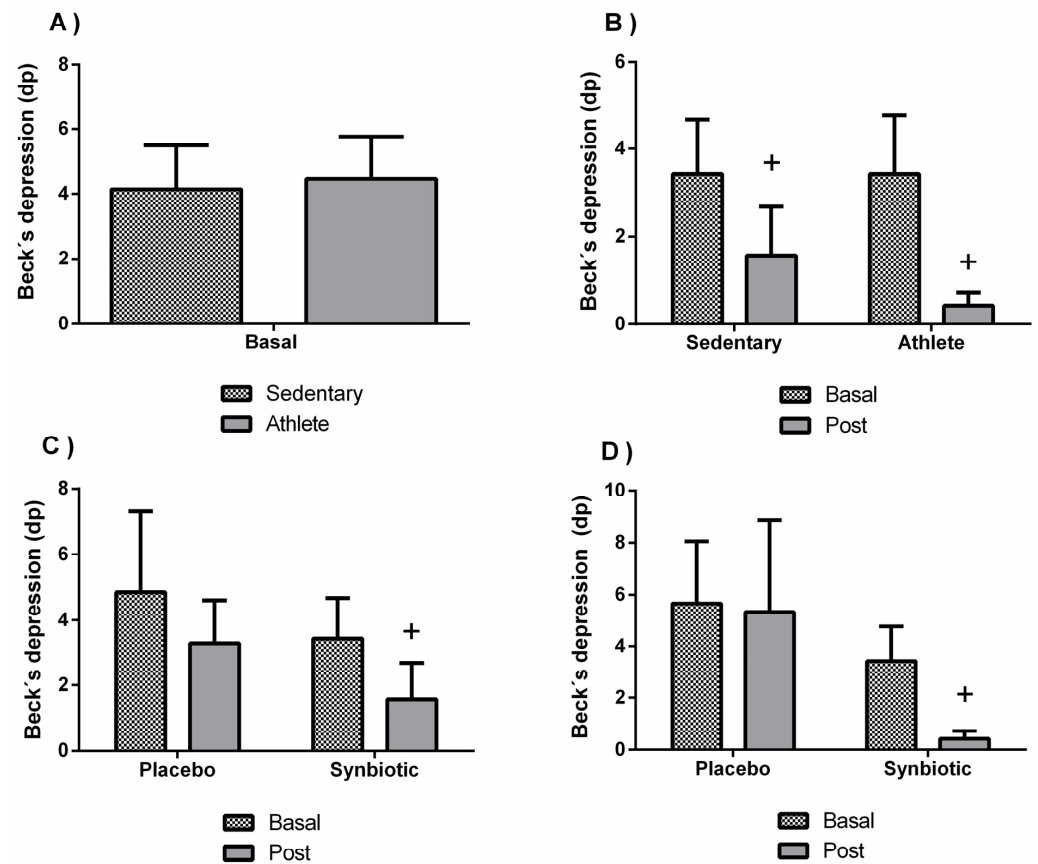 A )
Beck´s depression (dp)
8
6
4
2
0
Basal
Sedentary
Athlete
B )
Beck´s depression (dp)
6
4
2
0
+
+
Sedentary
Athlete
Basal
Post
C )
Beck´s depression (dp)
8
6
4
2
0
+
Placebo
Synbiotic
Basal
Post
D )
Beck´s depression (dp)
10
8
6
4
2
0
+
Placebo
Synbiotic
Basal
Post